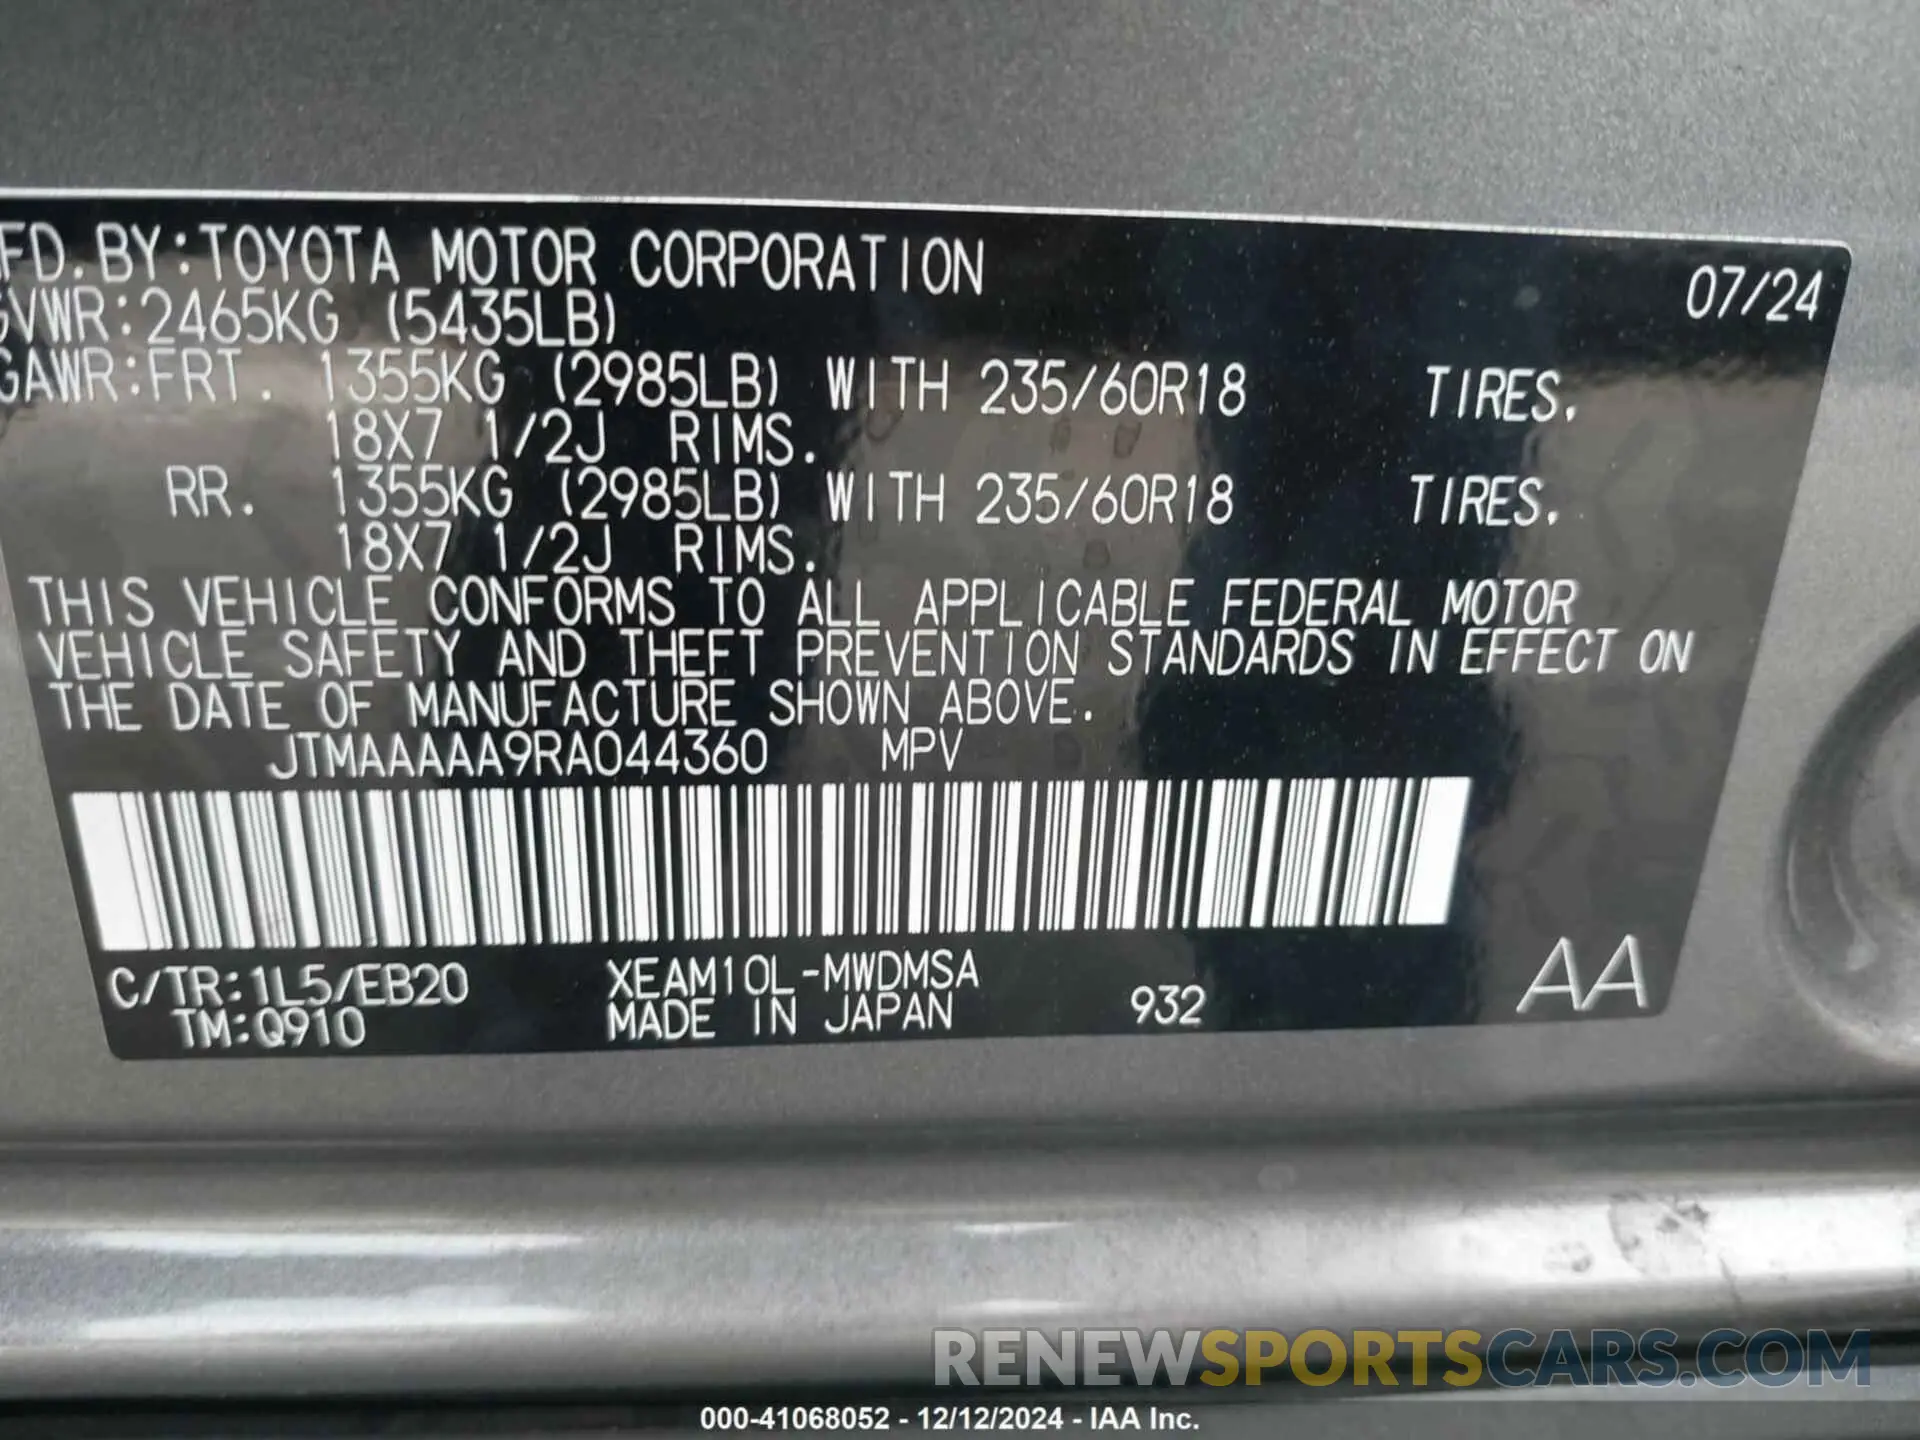 FD.BY:TOYOTA MOTOR CORPORATION 07/24
GVWR:2465KG (5435LB)
GAWR:FRT. 1355KG (2985LB) WITH 235/60R18 TIRES.
18X7 1/2J RIMS.
RR. 1355KG (2985LB) WITH 235/60R18 TIRES.
18X7 1/2J RIMS.
THIS VEHICLE CONFORMS TO ALL APPLICABLE FEDERAL MOTOR
VEHICLE SAFETY AND THEFT PREVENTION STANDARDS IN EFFECT ON
THE DATE OF MANUFACTURE SHOWN ABOVE.
JTMAAAAA9RA044360 MPV
C/TR:1L5/EB20 XEAM10L-MWDMSA
TM:Q910 MADE IN JAPAN 932 AA
RENEWSPORTSCARS.COM
000-41068052 - 12/12/2024 - IAA Inc.